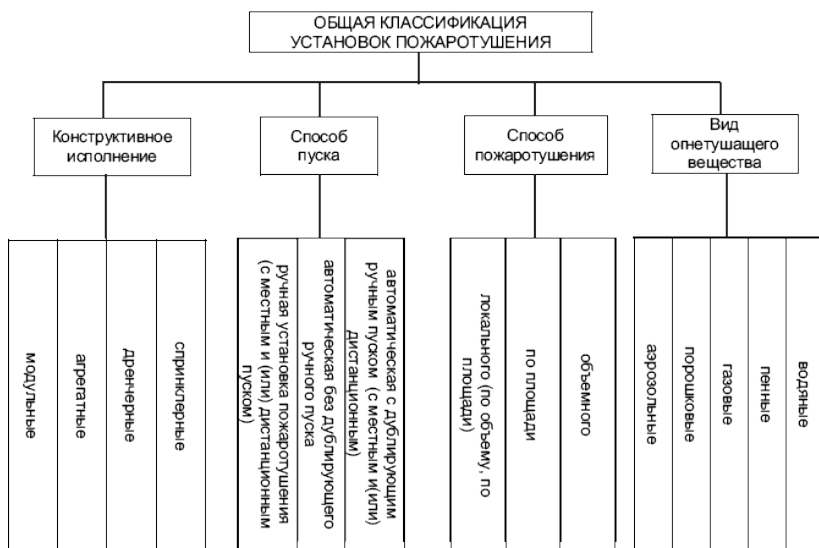 ОБЩАЯ КЛАССИФИКАЦИЯ
УСТАНОВОК ПОЖАРОТУШЕНИЯ
Конструктивное
исполнение
Способ
пуска
Способ
пожаротушения
Вид
огнетушащего
вещества
модульные
агрегатные
дренчерные
спринклерные
ручная установка пожаротушения
(с местным и (или) дистанционным
пуском)
автоматическая без дублирующего
ручного пуска
автоматическая с дублирующим
ручным пуском (с местным и(или)
дистанционным)
локального (по объему, по
площади)
по площади
объемного
аэрозольные
порошковые
газовые
пенные
водяные